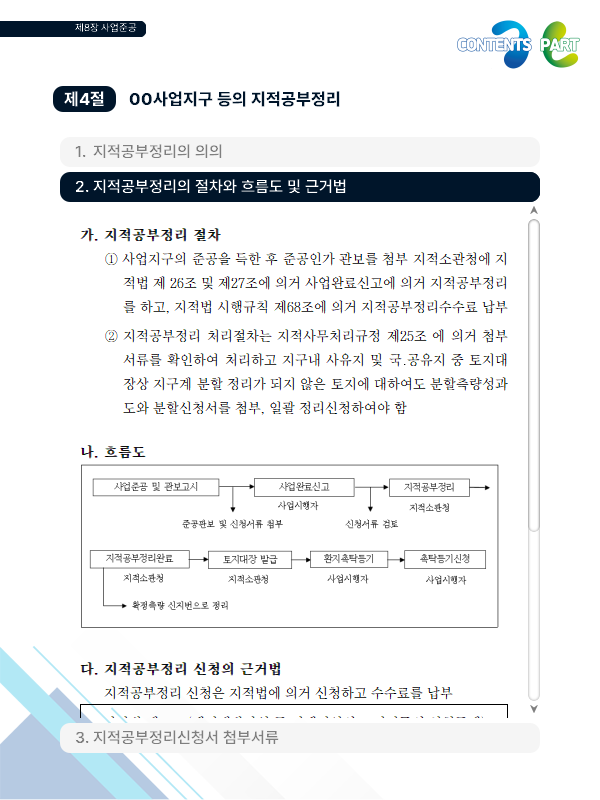 제8장 사업준공
CONTENTS PART
제4절 00사업지구 등의 지적공부정리
1. 지적공부정리의 의의
2. 지적공부정리의 절차와 흐름도 및 근거법
가. 지적공부정리 절차
① 사업지구의 준공을 득한 후 준공인가 관보를 첨부 지적소관청에 지
적법 제 26조 및 제27조에 의거 사업완료신고에 의거 지적공부정리
를 하고, 지적법 시행규칙 제68조에 의거 지적공부정리수수료 납부
② 지적공부정리 처리절차는 지적사무처리규정 제25조 에 의거 첨부
서류를 확인하여 처리하고 지구내 사유지 및 국.공유지 중 토지대
장상 지구계 분할 정리가 되지 않은 토지에 대하여도 분할측량성과
도와 분할신청서를 첨부, 일괄 정리신청하여야 함
나. 흐름도
사업준공 및 관보고시 사업완료신고 지적공부정리
사업시행자 지적소관청
준공관보 및 신청서류 첨부 신청서류 검토
지적공부정리완료 토지대장 발급 환지촉탁등기 촉탁등기신청
지적소관청 지적소관청 사업시행자 사업시행자
확정측량 신지번으로 정리
다. 지적공부정리 신청의 근거법
지적공부정리 신청은 지적법에 의거 신청하고 수수료를 납부
3. 지적공부정리신청서 첨부서류